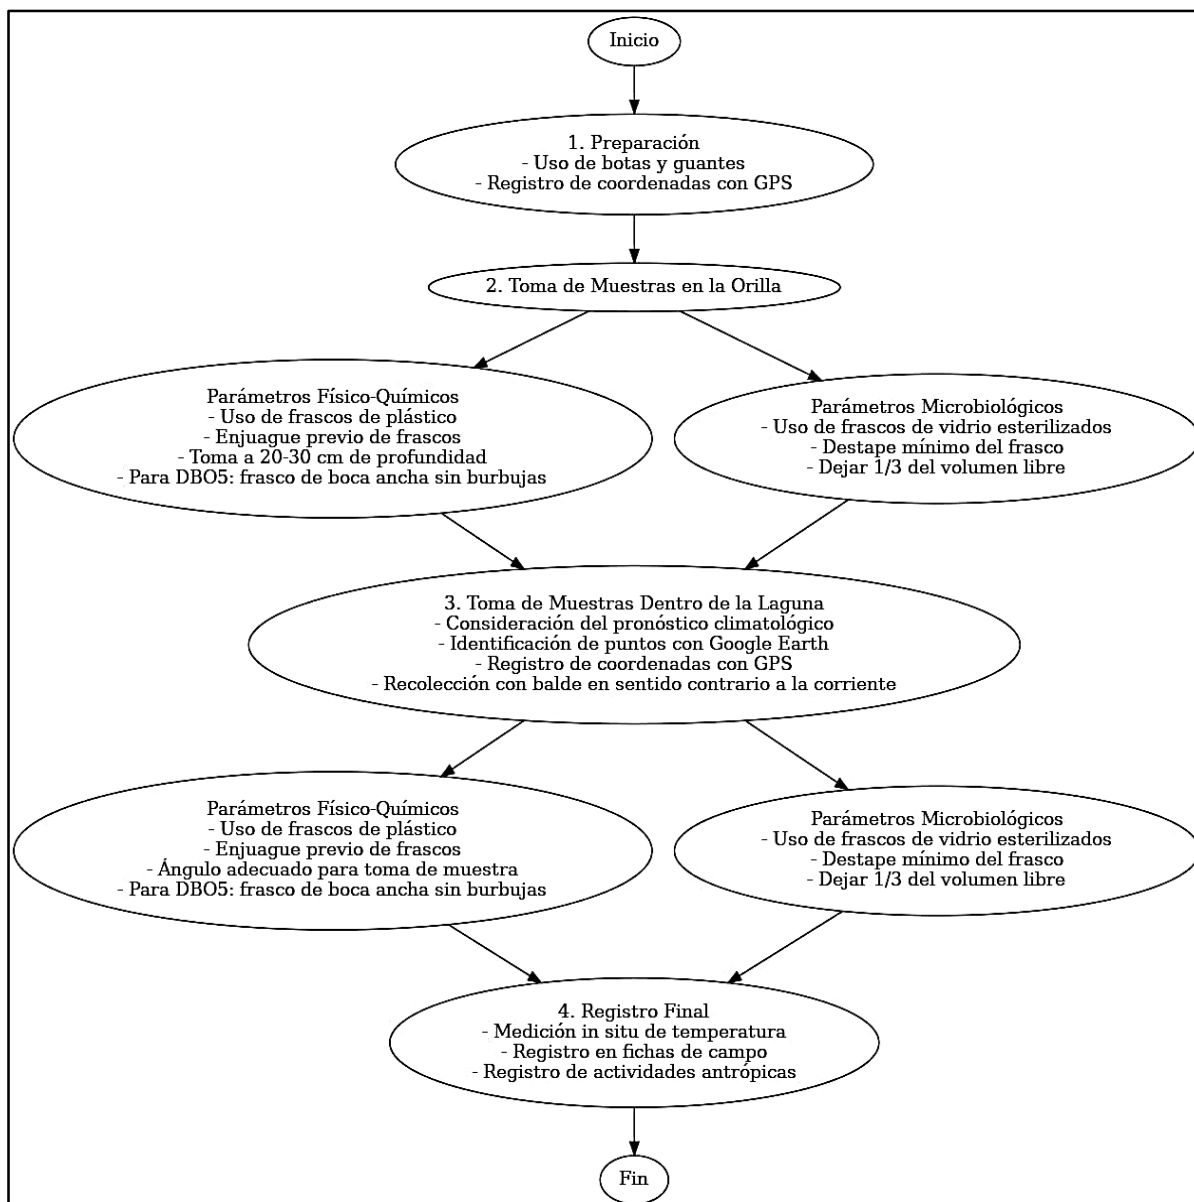 Inicio
1. Preparación
- Uso de botas y guantes
- Registro de coordenadas con GPS
2. Toma de Muestras en la Orilla
Parámetros Físico-Químicos
- Uso de frascos de plástico
- Enjuague previo de frascos
- Toma a 20-30 cm de profundidad
- Para DBO5: frasco de boca ancha sin burbujas
Parámetros Microbiológicos
- Uso de frascos de vidrio esterilizados
- Destape mínimo del frasco
- Dejar 1/3 del volumen libre
3. Toma de Muestras Dentro de la Laguna
- Consideración del pronóstico climatológico
- Identificación de puntos con Google Earth
- Registro de coordenadas con GPS
- Recolección con balde en sentido contrario a la corriente
Parámetros Físico-Químicos
- Uso de frascos de plástico
- Enjuague previo de frascos
- Ángulo adecuado para toma de muestra
- Para DBO5: frasco de boca ancha sin burbujas
Parámetros Microbiológicos
- Uso de frascos de vidrio esterilizados
- Destape mínimo del frasco
- Dejar 1/3 del volumen libre
4. Registro Final
- Medición in situ de temperatura
- Registro en fichas de campo
- Registro de actividades antrópicas
Fin